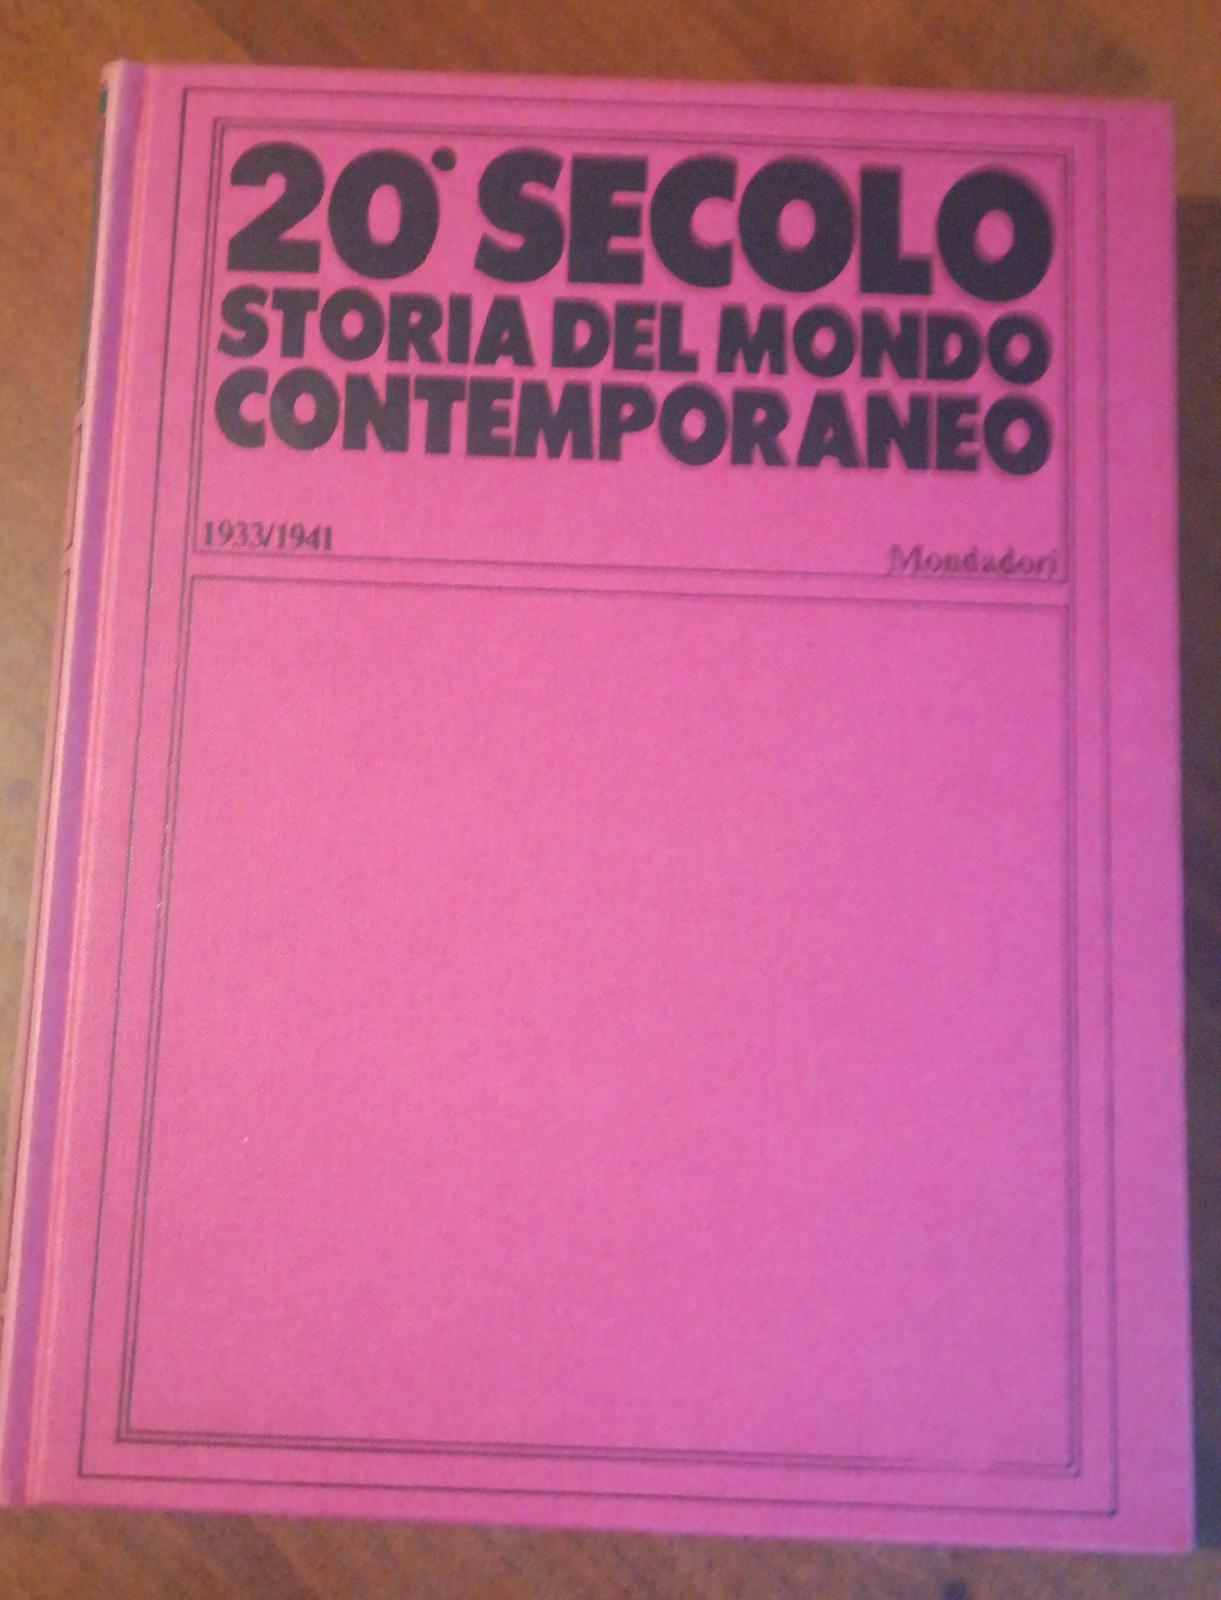 20° SECOLO
STORIA DEL MONDO
CONTEMPORANEO
1933/1941
Mondadori